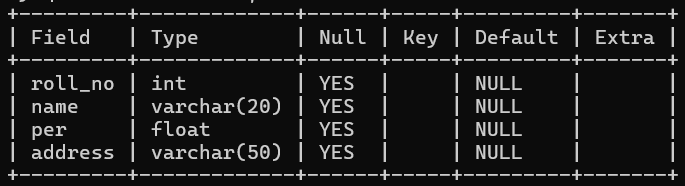 +---------+-------------+------+-----+---------+-------+
| Field   | Type        | Null | Key | Default | Extra |
+---------+-------------+------+-----+---------+-------+
| roll_no | int         | YES  |     | NULL    |       |
| name    | varchar(20) | YES  |     | NULL    |       |
| per     | float       | YES  |     | NULL    |       |
| address | varchar(50) | YES  |     | NULL    |       |
+---------+-------------+------+-----+---------+-------+